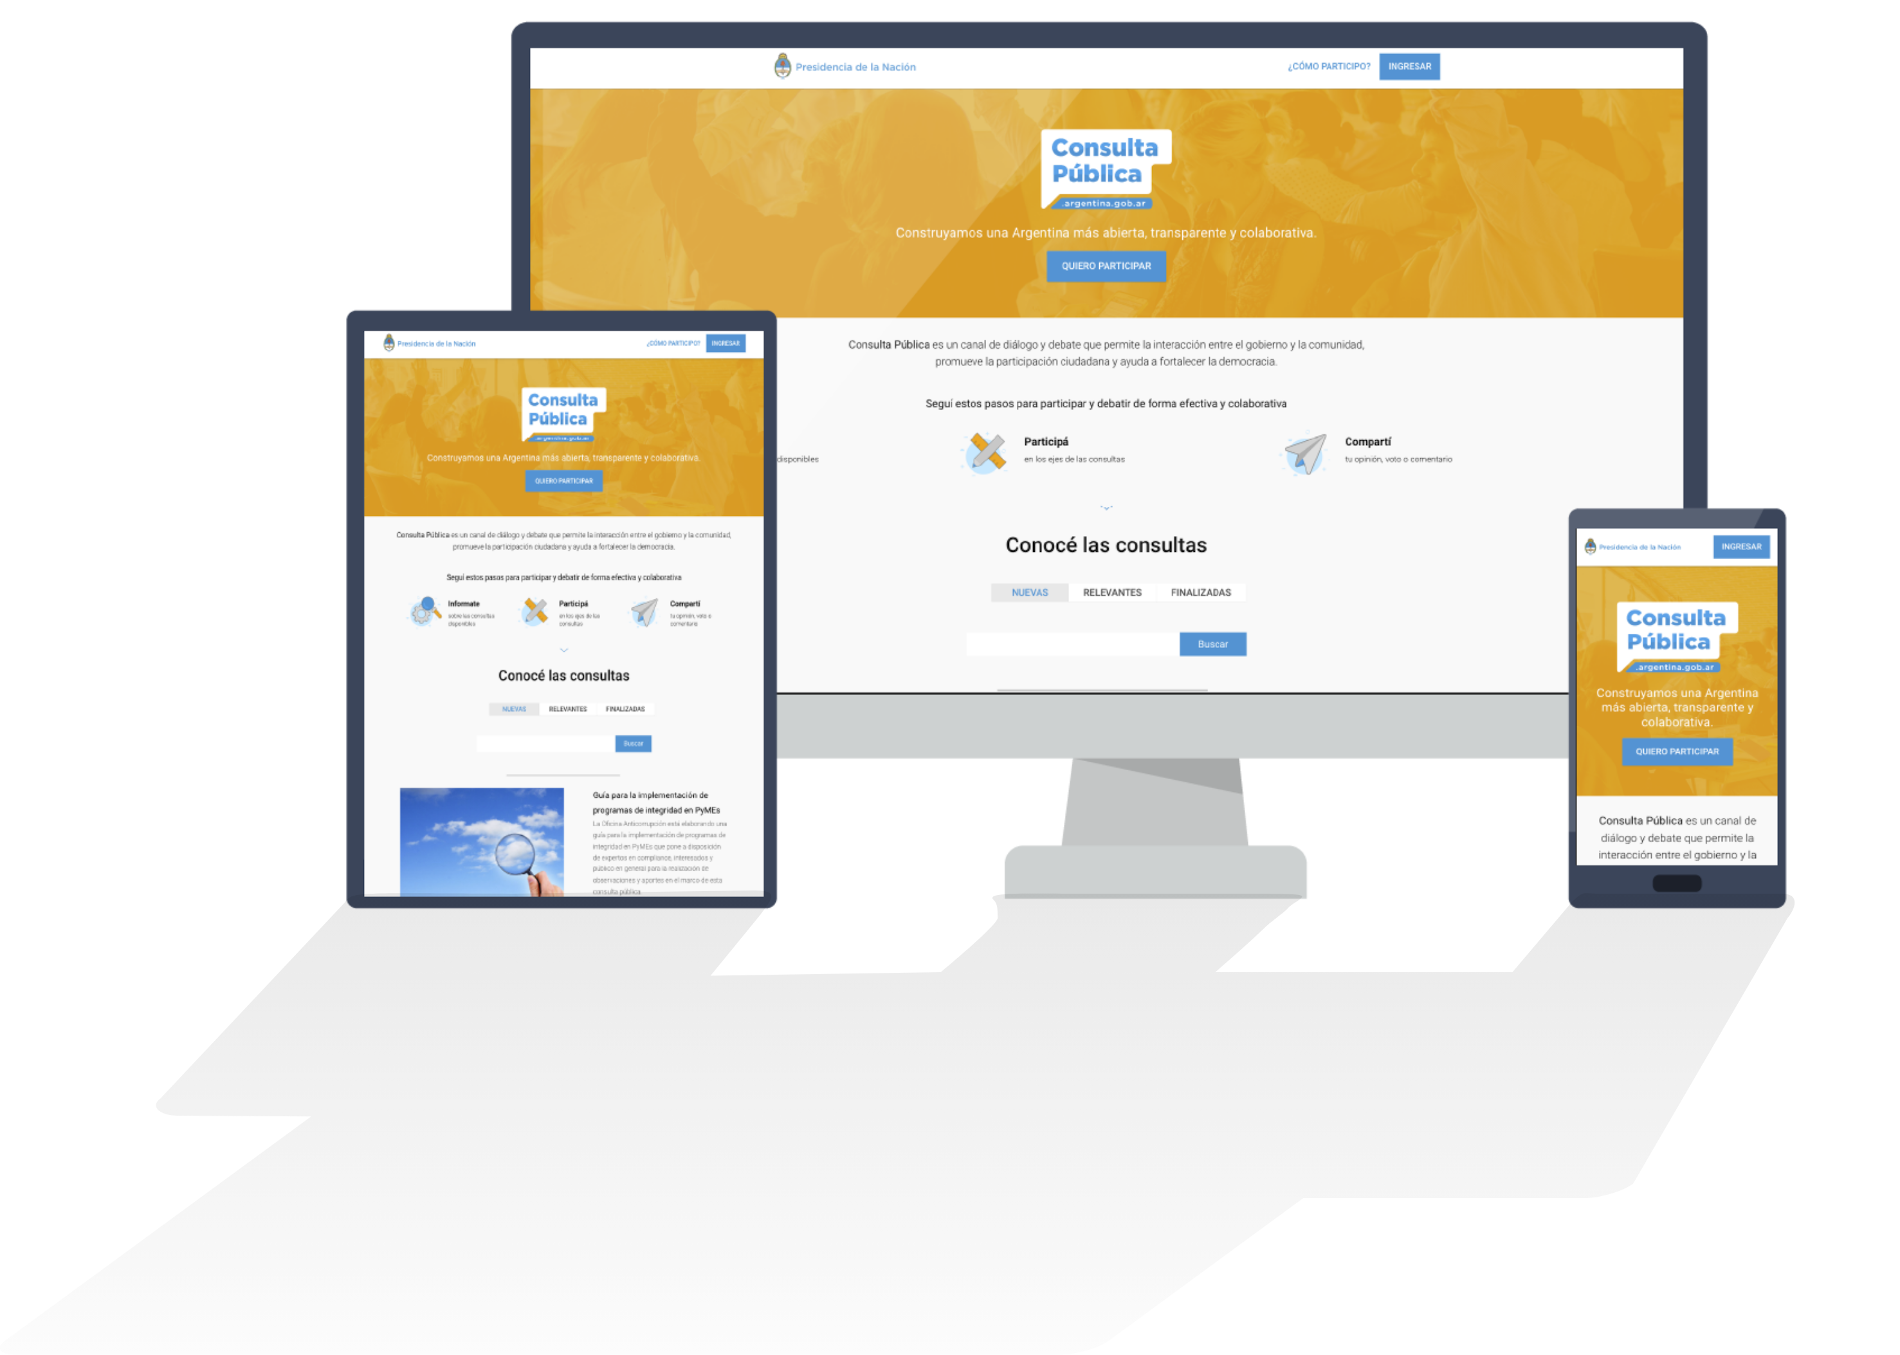 Presidencia de la Nación
¿CÓMO PARTICIPO?
INGRESAR
Consulta
Pública
.argentina.gob.ar
Construyamos una Argentina más abierta, transparente y colaborativa.
QUIERO PARTICIPAR
Consulta Pública es un canal de diálogo y debate que permite la interacción entre el gobierno y la comunidad,
promueve la participación ciudadana y ayuda a fortalecer la democracia.
Seguí estos pasos para participar y debatir de forma efectiva y colaborativa
disponibles
Participá
en los ejes de las consultas
Compartí
tu opinión, voto o comentario
Conocé las consultas
NUEVAS
RELEVANTES
FINALIZADAS
Buscar
Presidencia de la Nación
¿CÓMO PARTICIPO?
INGRESAR
Consulta
Pública
.argentina.gob.ar
Construyamos una Argentina más abierta, transparente y colaborativa.
QUIERO PARTICIPAR
Consulta Pública es un canal de diálogo y debate que permite la interacción entre el gobierno y la comunidad,
promueve la participación ciudadana y ayuda a fortalecer la democracia.
Seguí estos pasos para participar y debatir de forma efectiva y colaborativa
Informate
sobre las consultas
disponibles
Participá
en los ejes de las
consultas
Compartí
tu opinión, voto o
comentario
Conocé las consultas
NUEVAS
RELEVANTES
FINALIZADAS
Buscar
Guía para la implementación de
programas de integridad en PyMEs
La Oficina Anticorrupción está elaborando una
guía para la implementación de programas de
integridad en PyMEs que pone a disposición
de expertos en compliance, interesados y
público en general para la realización de
observaciones y aportes en el marco de esta
consulta pública.
Presidencia de la Nación
INGRESAR
Consulta
Pública
.argentina.gob.ar
Construyamos una Argentina
más abierta, transparente y
colaborativa.
QUIERO PARTICIPAR
Consulta Pública es un canal de
diálogo y debate que permite la
interacción entre el gobierno y la